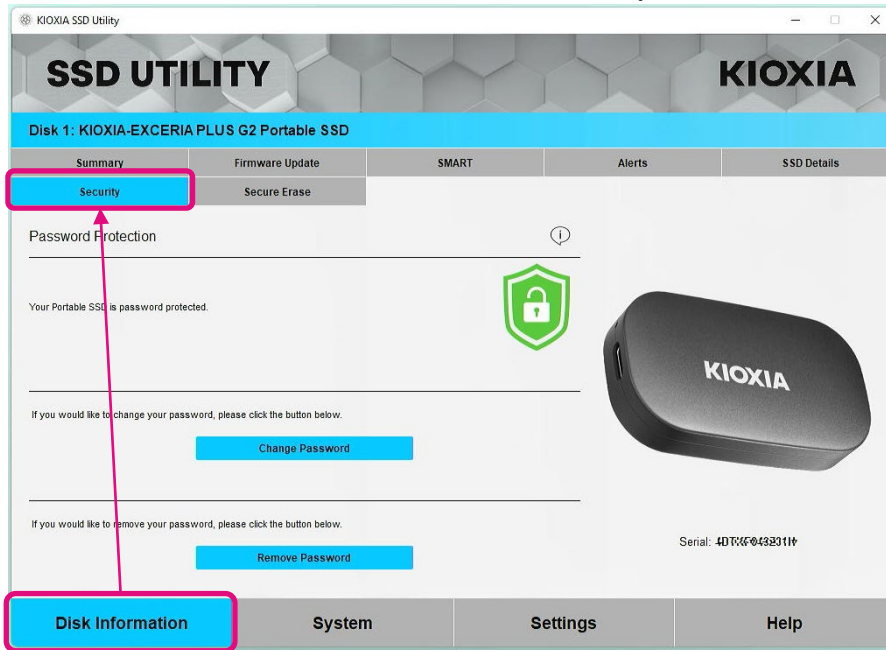 KIOXIA SSD Utility
SSD UTILITY
KIOXIA
Disk 1: KIOXIA-EXCERIA PLUS G2 Portable SSD
Summary Firmware Update SMART Alerts SSD Details
Security Secure Erase
Password Protection
Your Portable SSD is password protected.
KIOXIA
If you would like to change your password, please click the button below.
Change Password
If you would like to remove your password, please click the button below.
Serial:
Remove Password
Disk Information System Settings Help